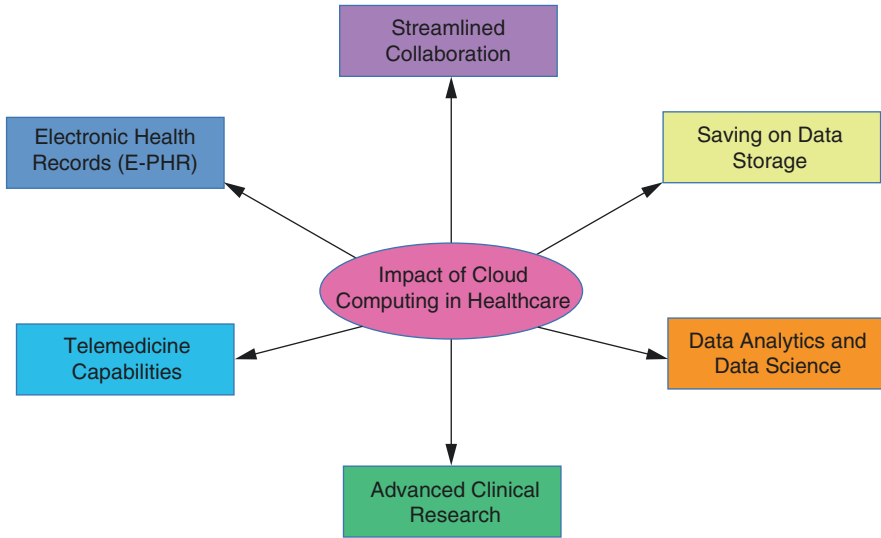 Streamlined
Collaboration
Electronic Health
Records (E-PHR)
Saving on Data
Storage
Impact of Cloud
Computing in Healthcare
Telemedicine
Capabilities
Data Analytics and
Data Science
Advanced Clinical
Research